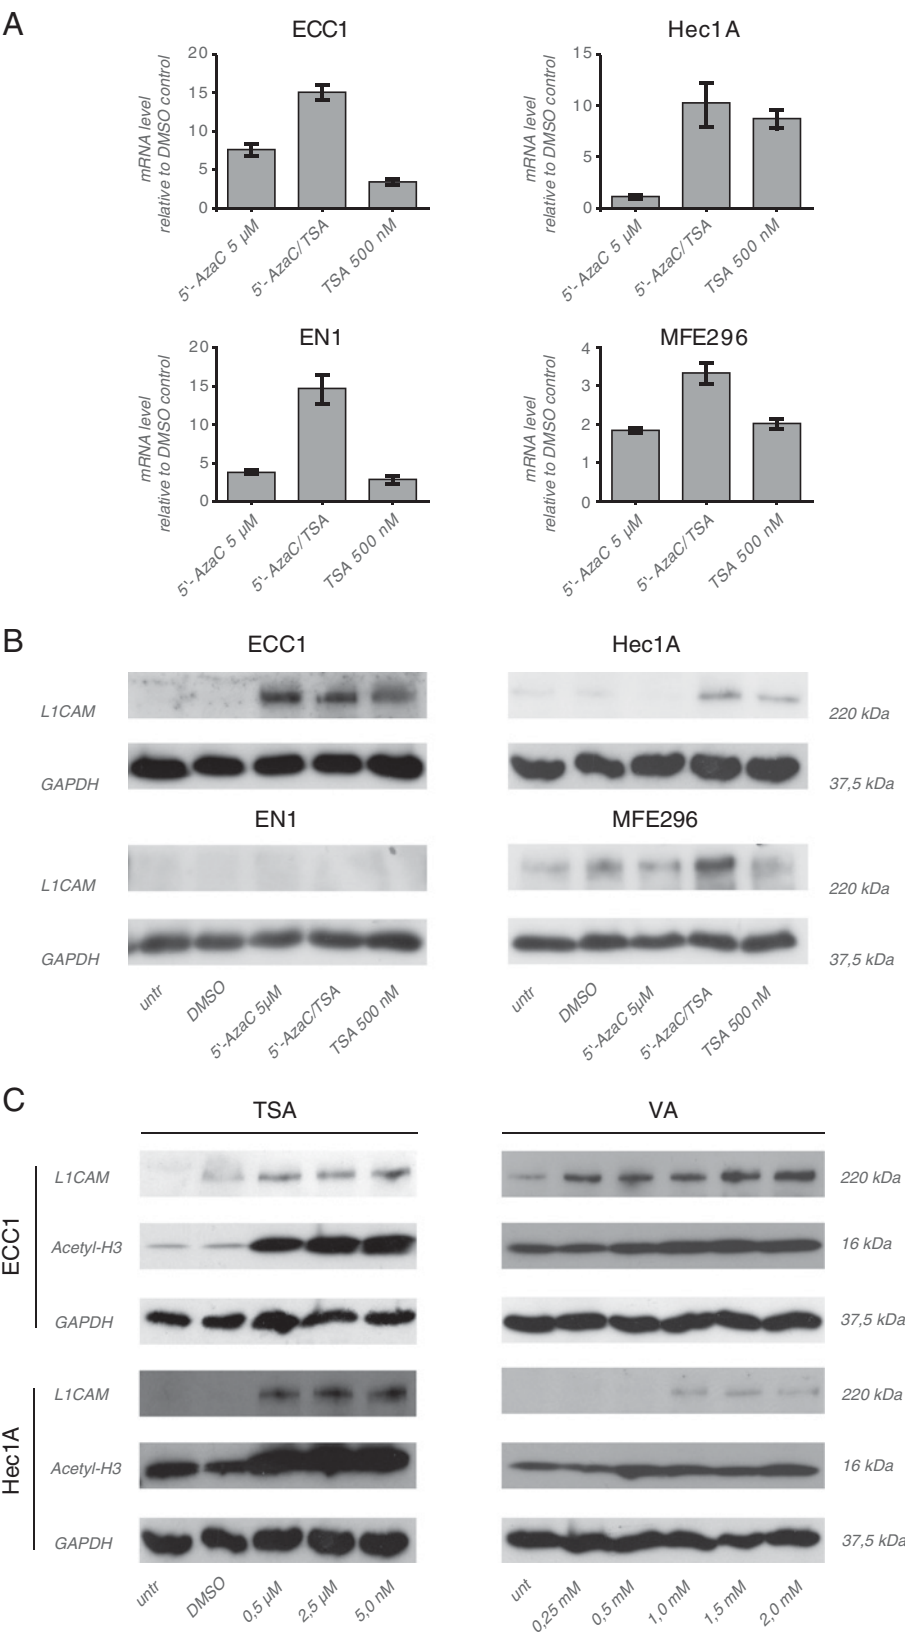 A
ECC1
Hec1A
mRNA level
relative to DMSO control
20
15
10
5
0
5'- AzaC 5 µM
5'- AzaC/TSA
TSA 500 nM
mRNA level
relative to DMSO control
15
10
5
0
5'- AzaC 5 µM
5'- AzaC/TSA
TSA 500 nM
EN1
MFE296
mRNA level
relative to DMSO control
20
15
10
5
0
5'- AzaC 5 µM
5'- AzaC/TSA
TSA 500 nM
mRNA level
relative to DMSO control
4
3
2
1
0
5'- AzaC 5 µM
5'- AzaC/TSA
TSA 500 nM
B
ECC1
Hec1A
L1CAM
220 kDa
GAPDH
37,5 kDa
EN1
MFE296
L1CAM
220 kDa
GAPDH
37,5 kDa
untr
DMSO
5'-AzaC 5µM
5'-AzaC/TSA
TSA 500 nM
untr
DMSO
5'-AzaC 5µM
5'-AzaC/TSA
TSA 500 nM
C
TSA
VA
ECC1
L1CAM
220 kDa
Acetyl-H3
16 kDa
GAPDH
37,5 kDa
Hec1A
L1CAM
220 kDa
Acetyl-H3
16 kDa
GAPDH
37,5 kDa
untr
DMSO
0,5 µM
2,5 µM
5,0 nM
unt
0,25 mM
0,5 mM
1,0 mM
1,5 mM
2,0 mM